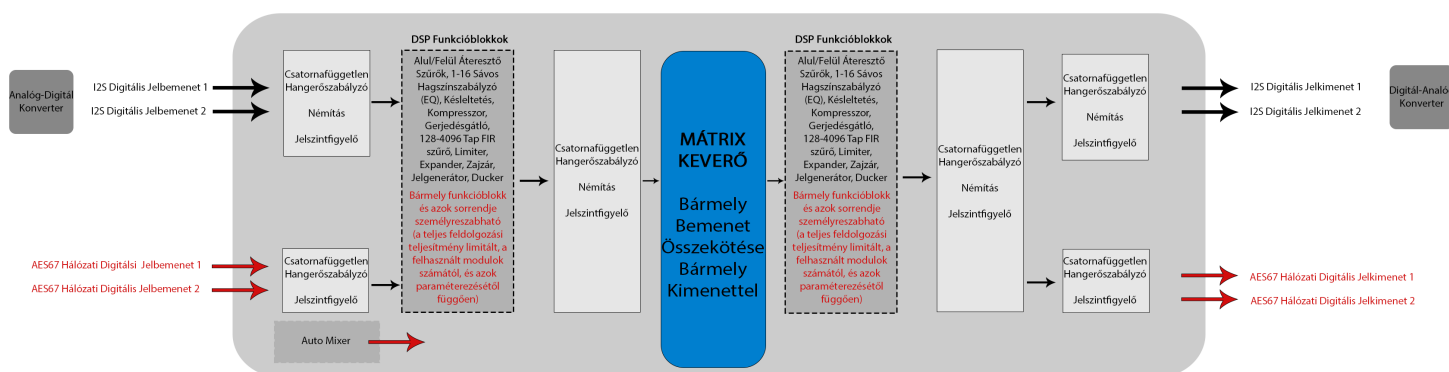 Analóg-Digitál
Konverter
I2S Digitális Jelbemenet 1
I2S Digitális Jelbemenet 2
AES67 Hálózati Digitálsi Jelbemenet 1
AES67 Hálózati Digitális Jelbemenet 2
Csatornafüggetlen
Hangerőszabályzó
Némítás
Jelszintfigyelő
Csatornafüggetlen
Hangerőszabályzó
Jelszintfigyelő
Auto Mixer
DSP Funkcióblokkok
Alul/Felül Áteresztő
Szűrők, 1-16 Sávos
Hagszínszabályzó
(EQ), Késleltetés,
Kompresszor,
Gerjedésgátló,
128-4096 Tap FIR
szűrő, Limiter,
Expander, Zajzár,
Jelgenerátor, Ducker
Bármely funkcióblokk
és azok sorrendje
személyreszabható
(a teljes feldolgozási
teljesítmény limitált, a
felhasznált modulok
számától, és azok
paraméterezésétől
függően)
Csatornafüggetlen
Hangerőszabályzó
Némítás
Jelszintfigyelő
MÁTRIX
KEVERŐ
Bármely
Bemenet
Összekötése
Bármely
Kimenettel
DSP Funkcióblokkok
Alul/Felül Áteresztő
Szűrők, 1-16 Sávos
Hagszínszabályzó
(EQ), Késleltetés,
Kompresszor,
Gerjedésgátló,
128-4096 Tap FIR
szűrő, Limiter,
Expander, Zajzár,
Jelgenerátor, Ducker
Bármely funkcióblokk
és azok sorrendje
személyreszabható
(a teljes feldolgozási
teljesítmény limitált, a
felhasznált modulok
számától, és azok
paraméterezésétől
függően)
Csatornafüggetlen
Hangerőszabályzó
Némítás
Jelszintfigyelő
Csatornafüggetlen
Hangerőszabályzó
Némítás
Jelszintfigyelő
Csatornafüggetlen
Hangerőszabályzó
Jelszintfigyelő
I2S Digitális Jelkimenet 1
I2S Digitális Jelkimenet 2
AES67 Hálózati Digitális Jelkimenet 1
AES67 Hálózati Digitális Jelkimenet 2
Digitál-Analóg
Konverter